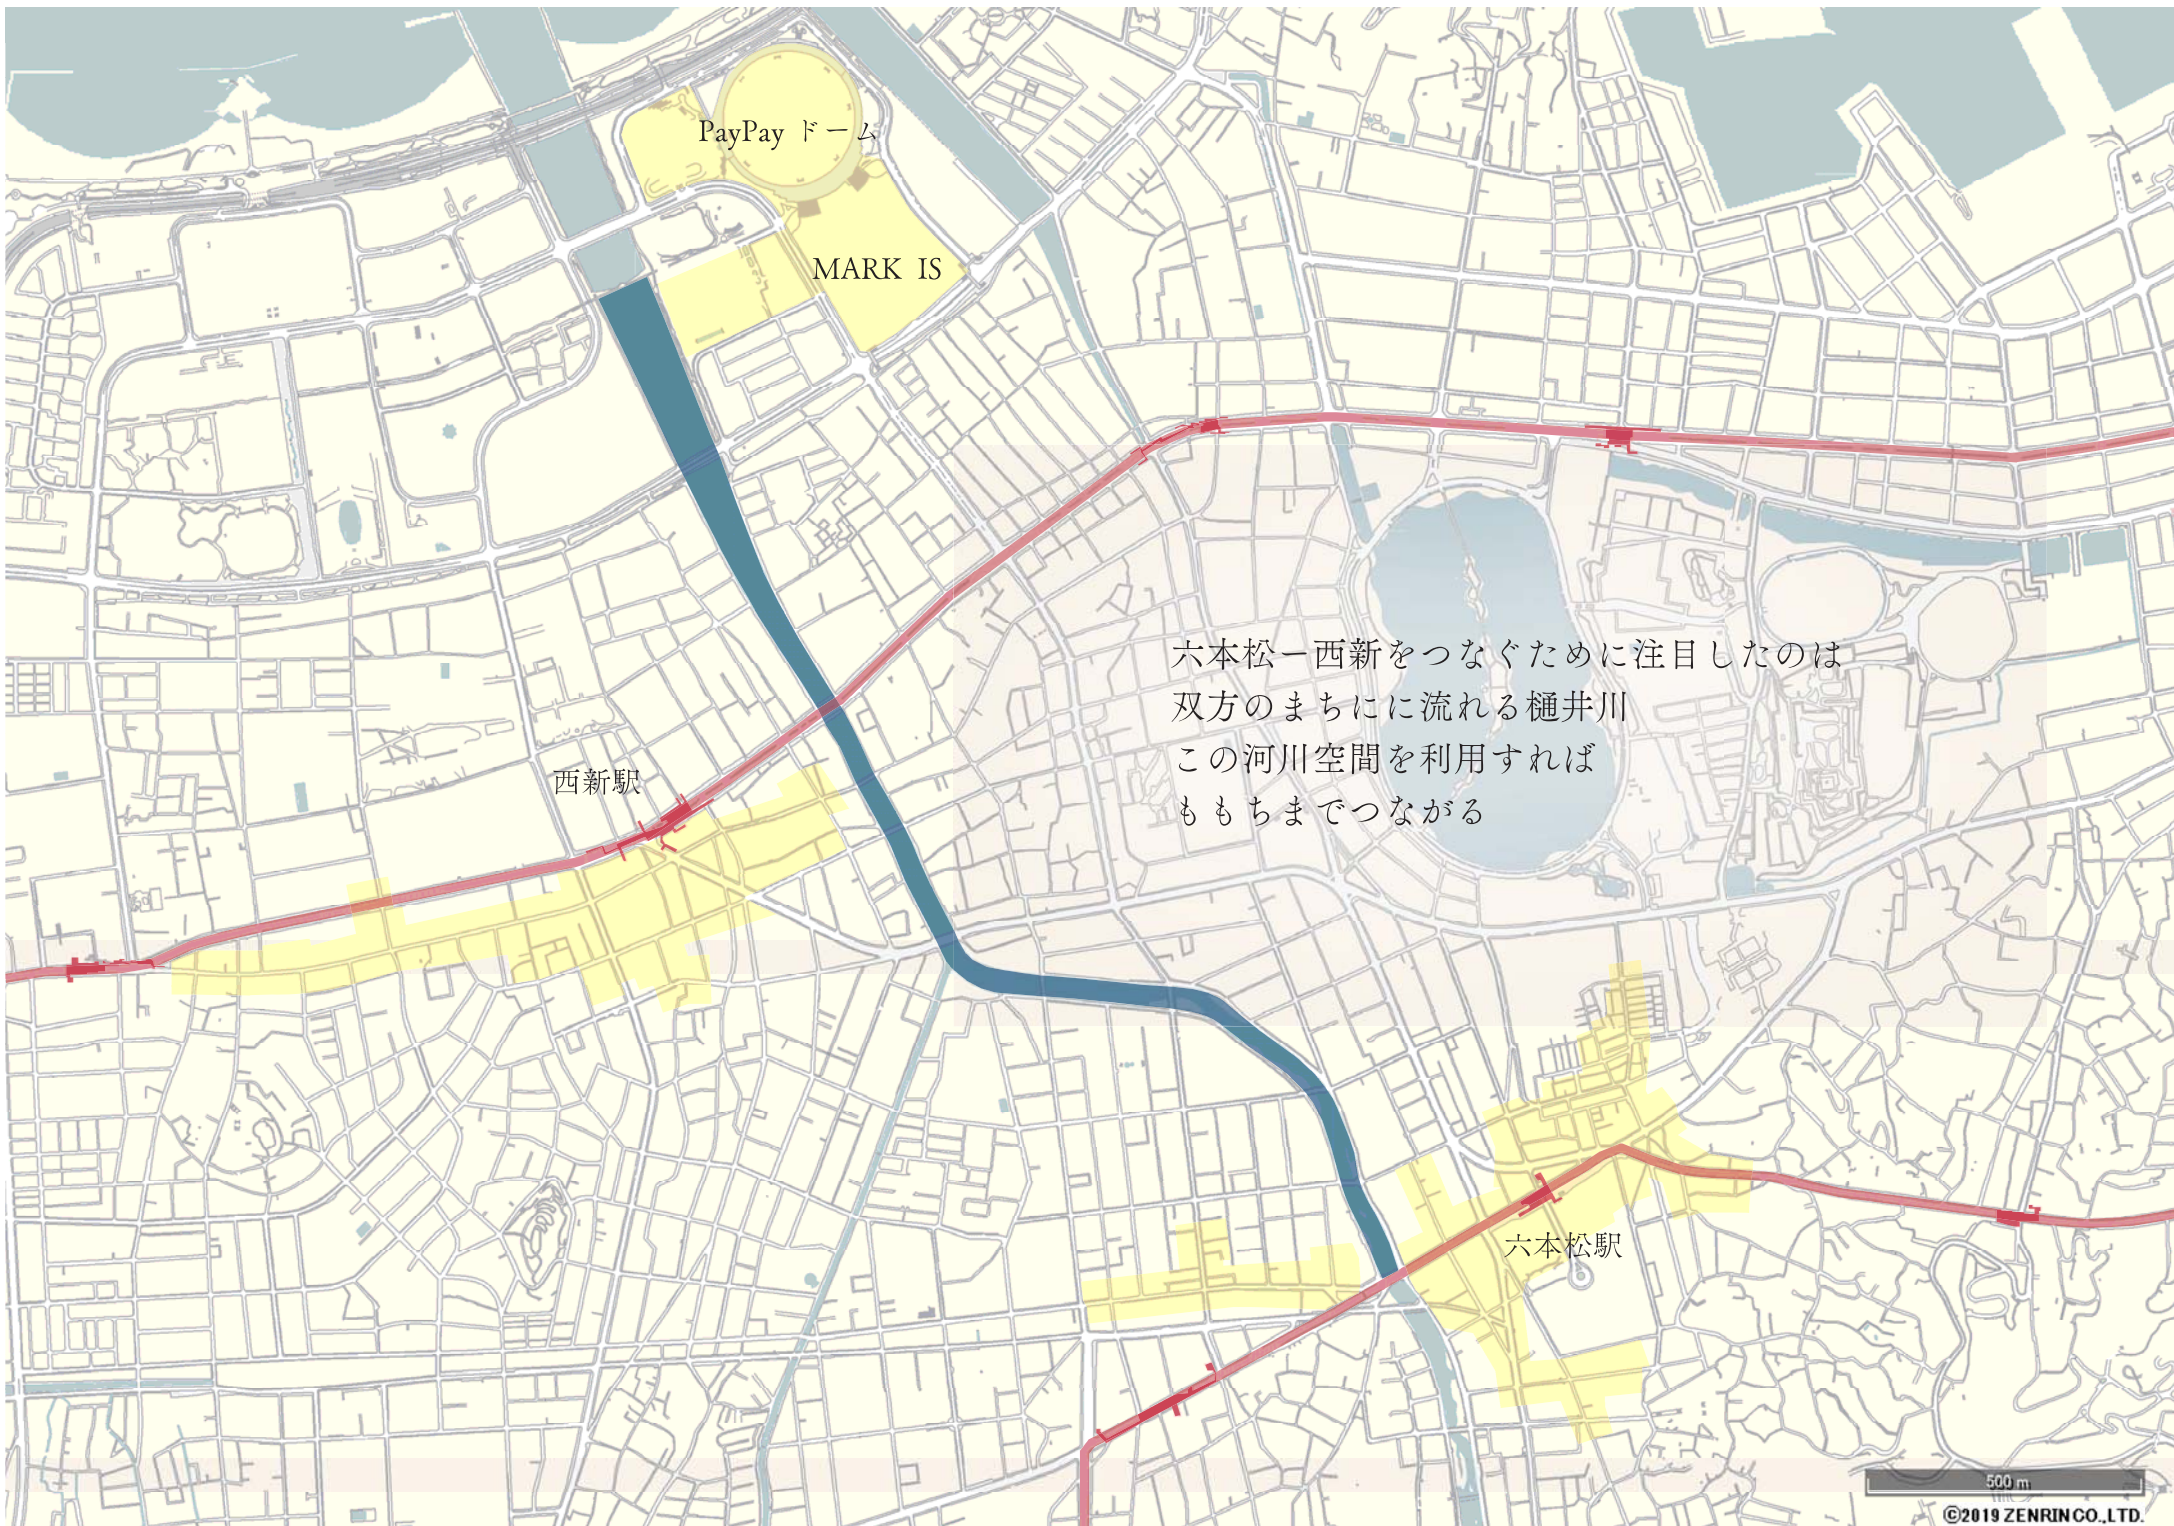 PayPay ドーム
MARK IS
六本松ー西新をつなぐために注目したのは
双方のまちにに流れる樋井川
この河川空間を利用すれば
ももちまでつながる
西新駅
六本松駅
500 m
©2019 ZENRIN CO., LTD.